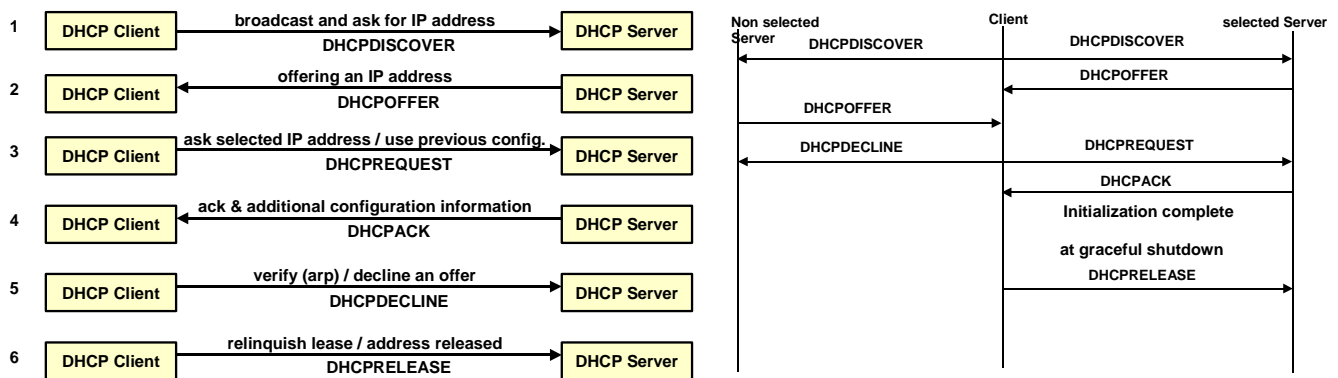 1
broadcast and ask for IP address
DHCP Client
DHCP Server
DHCPDISCOVER
2
offering an IP address
DHCP Client
DHCP Server
DHCPOFFER
3
ask selected IP address / use previous config.
DHCP Client
DHCP Server
DHCPREQUEST
4
ack & additional configuration information
DHCP Client
DHCP Server
DHCPACK
5
verify (arp) / decline an offer
DHCP Client
DHCP Server
DHCPDECLINE
6
relinquish lease / address released
DHCP Client
DHCP Server
DHCPRELEASE
Non selected
Server
Client
selected Server
DHCPDISCOVER
DHCPDISCOVER
DHCPOFFER
DHCPOFFER
DHCPDECLINE
DHCPREQUEST
DHCPACK
Initialization complete
at graceful shutdown
DHCPRELEASE